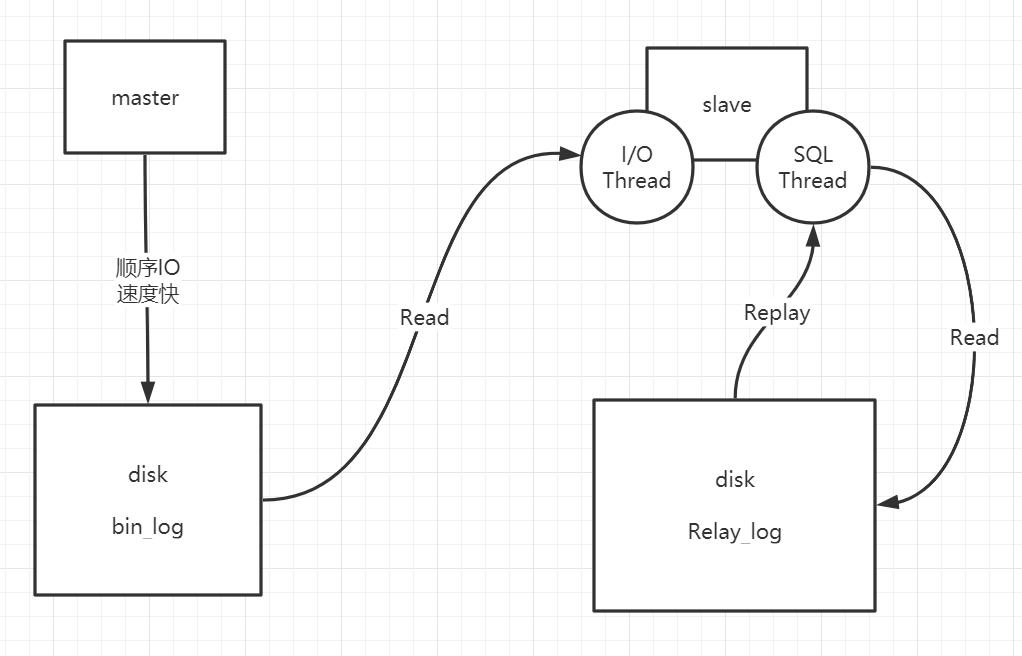 master
slave
I/O
Thread
SQL
Thread
顺序IO
速度快
Read
Replay
Read
disk
bin_log
disk
Relay_log